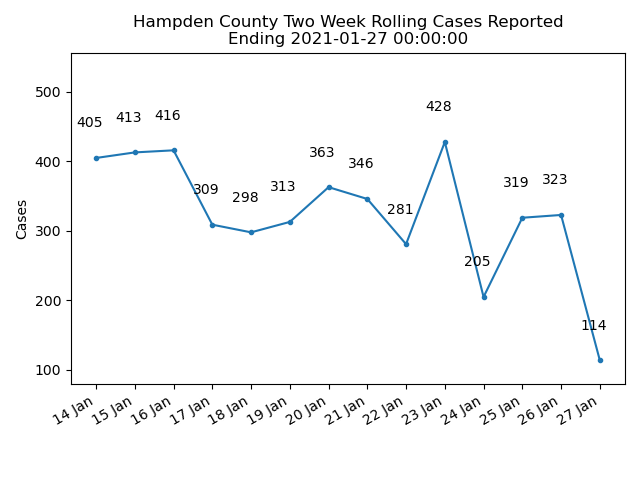 Hampden County Two Week Rolling Cases Reported
Ending 2021-01-27 00:00:00
Cases
500
400
300
200
100
405
413
416
309
298
313
363
346
281
428
205
319
323
114
14 Jan
15 Jan
16 Jan
17 Jan
18 Jan
19 Jan
20 Jan
21 Jan
22 Jan
23 Jan
24 Jan
25 Jan
26 Jan
27 Jan